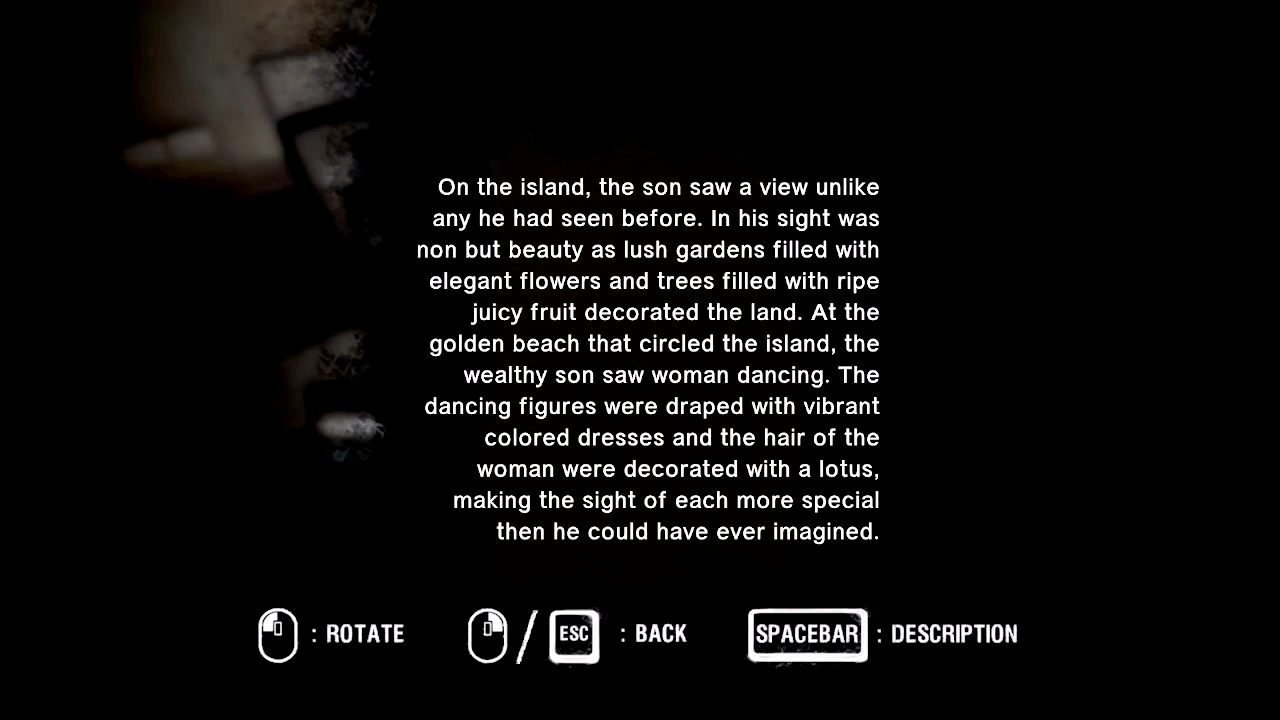 On the island, the son saw a view unlike
any he had seen before. In his sight was
non but beauty as lush gardens filled with
elegant flowers and trees filled with ripe
juicy fruit decorated the land. At the
golden beach that circled the island, the
wealthy son saw woman dancing. The
dancing figures were draped with vibrant
colored dresses and the hair of the
woman were decorated with a lotus,
making the sight of each more special
then he could have ever imagined.
: ROTATE
ESC : BACK
SPACEBAR : DESCRIPTION